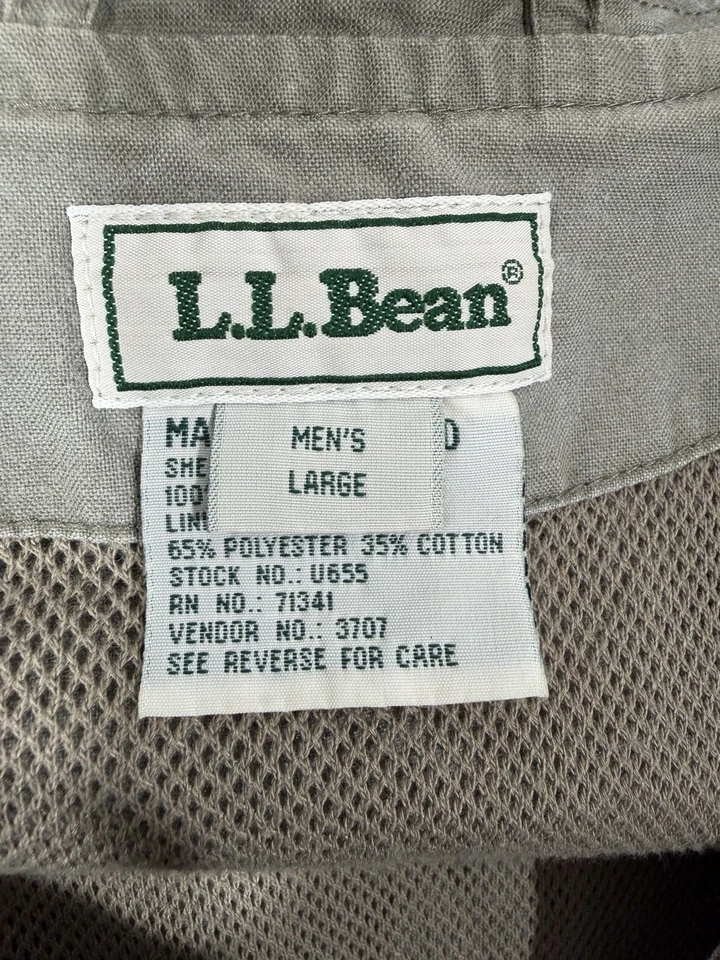 L.L.Bean®
MEN'S
LARGE
65% POLYESTER 35% COTTON
STOCK NO.: U655
RN NO.: 71341
VENDOR NO.: 3707
SEE REVERSE FOR CARE